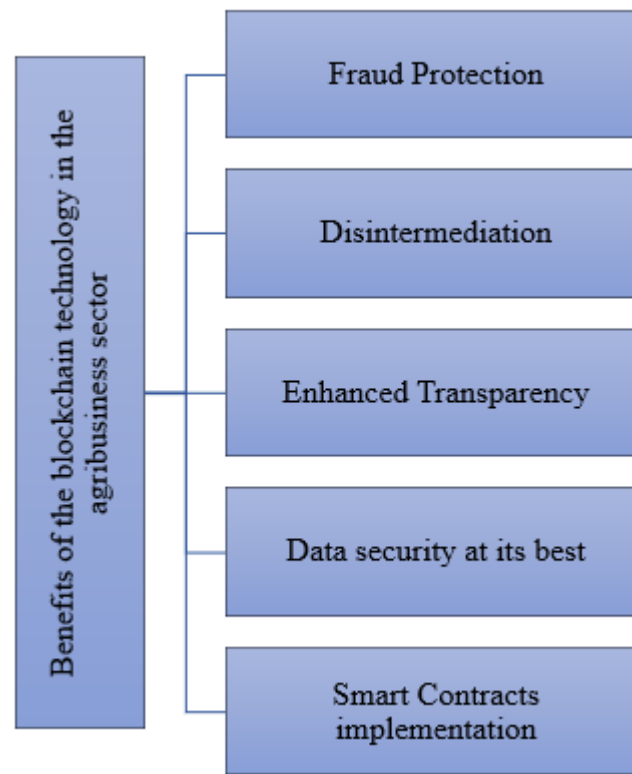 Benefits of the blockchain technology in the
agribusiness sector
Fraud Protection
Disintermediation
Enhanced Transparency
Data security at its best
Smart Contracts
implementation